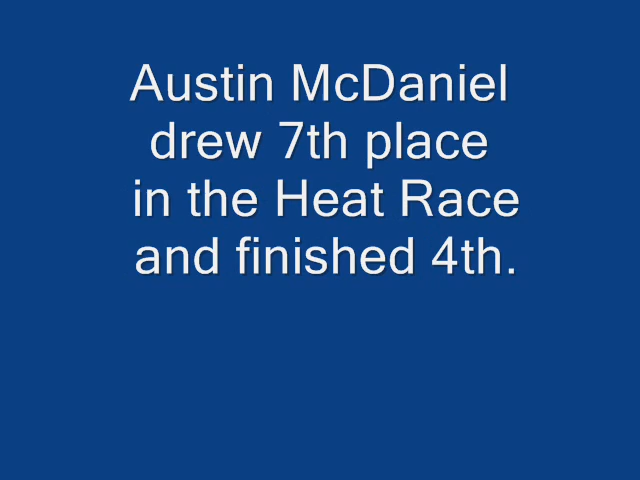 Austin McDaniel
drew 7th place
in the Heat Race
and finished 4th.